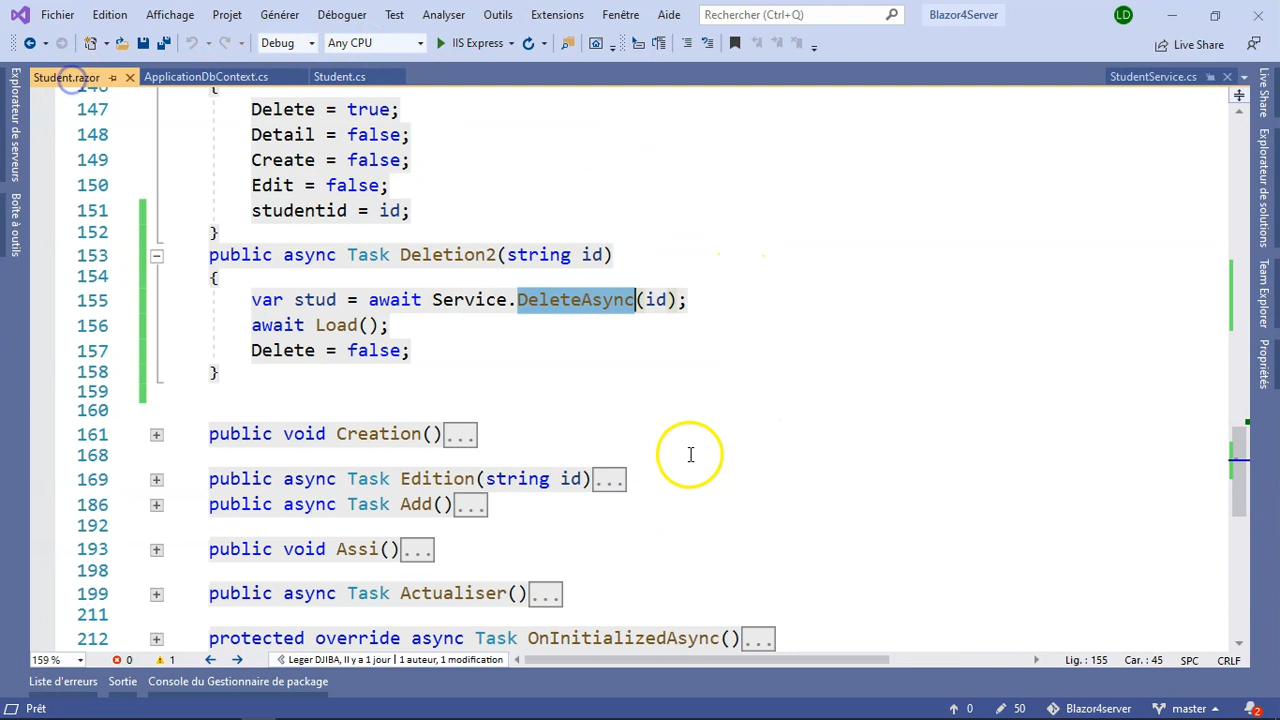 Fichier Edition Affichage Projet Générer Déboguer Test Analyser Outils Extensions Fenêtre Aide Rechercher (Ctrl+Q) Blazor4Server LD
Debug Any CPU IIS Express Live Share
Student.razor ApplicationDbContext.cs Student.cs StudentService.cs
Explorateur de serveurs
Boîte à outils
Live Share
Explorateur de solutions
Team Explorer
Propriétés
146 {
147 Delete = true;
148 Detail = false;
149 Create = false;
150 Edit = false;
151 studentid = id;
152 }
153 public async Task Deletion2(string id)
154 {
155 var stud = await Service.DeleteAsync(id);
156 await Load();
157 Delete = false;
158 }
159
160
161 public void Creation()...
168
169 public async Task Edition(string id)...
186 public async Task Add()...
192
193 public void Assi()...
198
199 public async Task Actualiser()...
211
212 protected override async Task OnInitializedAsync()...
159 % 0 1 Leger DJIBA, Il y a 1 jour | 1 auteur, 1 modification Lig. : 155 Car. : 45 SPC CRLF
Liste d'erreurs Sortie Console du Gestionnaire de package
Prêt 0 50 Blazor4server master 2